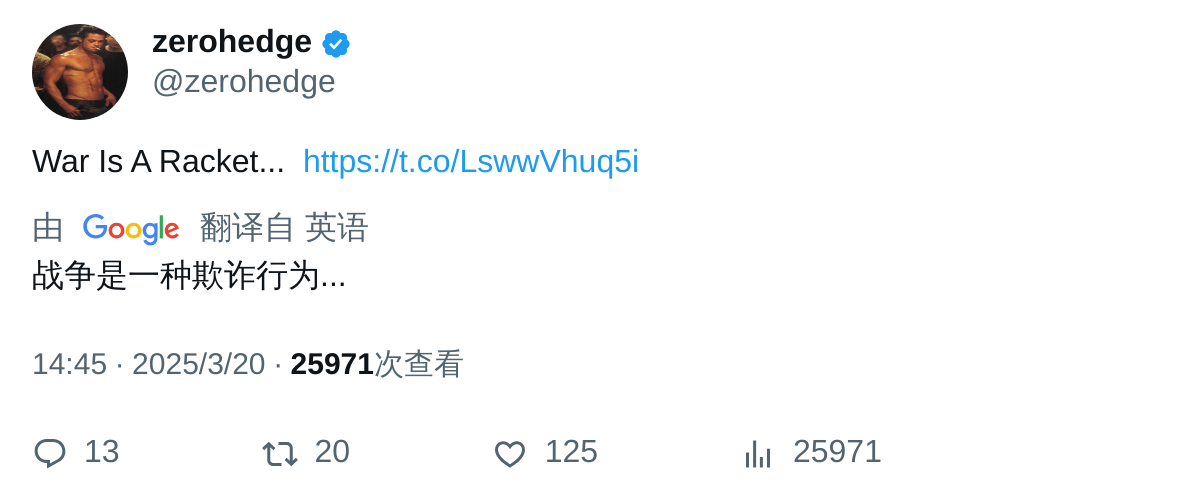 zerohedge
@zerohedge
War Is A Racket... https://t.co/LswwVhuq5i
由 Google 翻译自 英语
战争是一种欺诈行为...
14:45 · 2025/3/20 · 25971次查看
13 20 125 25971